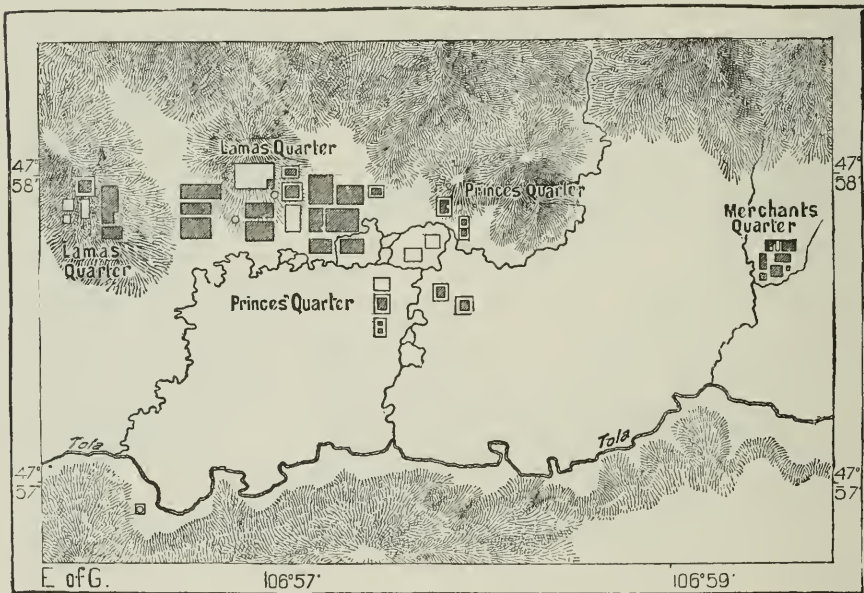 Lamas Quarter
47°
58'
47°
58'
Princes Quarter
Merchants
Quarter
Lamas
Quarter
Princes' Quarter
Tola
Tola
47°
57'
47°
57'
E. of G.
106°57'
106°59'